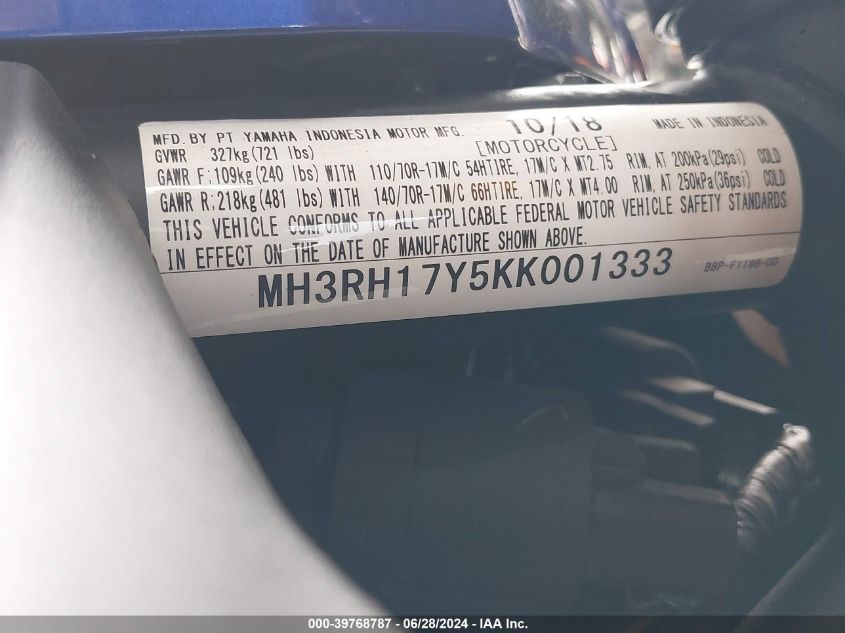 MFD. BY PT YAMAHA INDONESIA MOTOR MFG. 10/18 MADE IN INDONESIA
GVWR 327kg(721 lbs) [MOTORCYCLE]
GAWR F:109kg(240 lbs) WITH 110/70R-17M/C 54HTIRE, 17M/C X MT2.75 RIM, AT 200kPa(29psi) COLD
GAWR R:218kg(481 lbs) WITH 140/70R-17M/C 66HTIRE, 17M/C X MT4.00 RIM, AT 250kPa(36psi) COLD
THIS VEHICLE CONFORMS TO ALL APPLICABLE FEDERAL MOTOR VEHICLE SAFETY STANDARDS
IN EFFECT ON THE DATE OF MANUFACTURE SHOWN ABOVE.
MH3RH17Y5KK001333
000-39768787 - 06/28/2024 - © IAA Holdings, LLC.